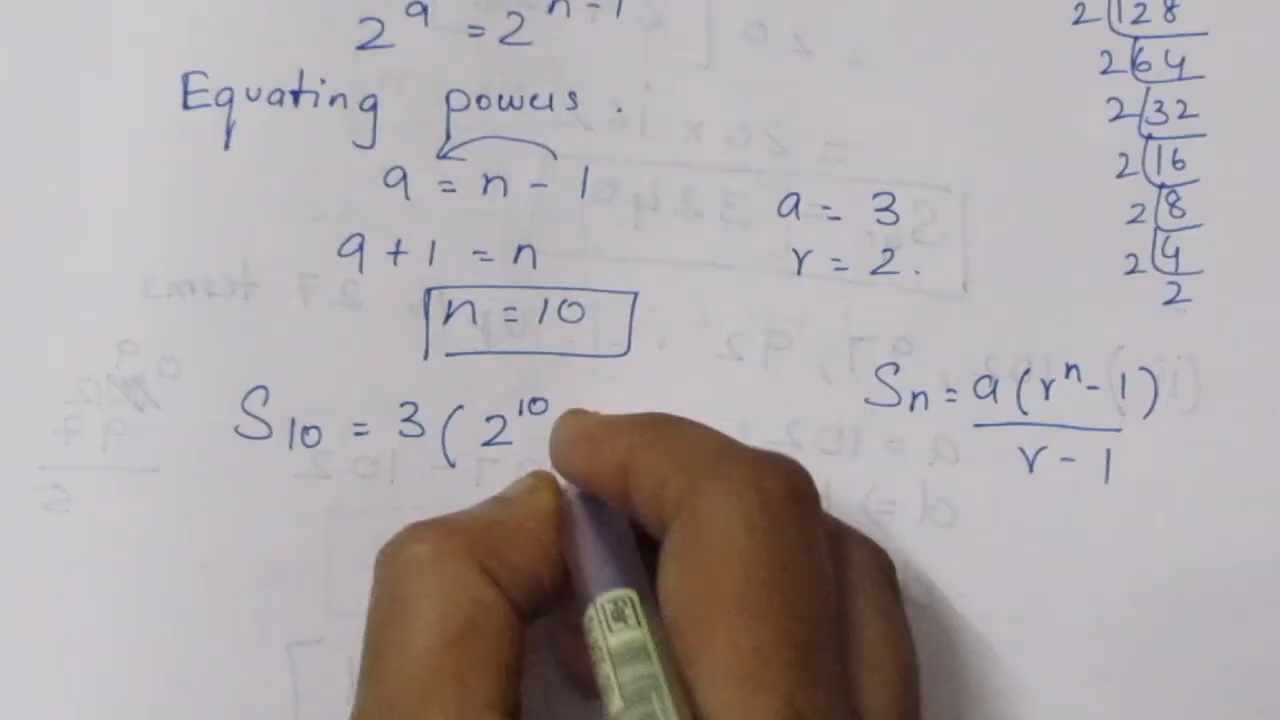 2^9 = 2^n-1
Equating powers.
9 = n - 1
9 + 1 = n
n = 10
a = 3
r = 2.
S10 = 3 ( 2^10
2 128
2 64
2 32
2 16
2 8
2 4
2
Sn = a ( r^n - 1 )
r - 1